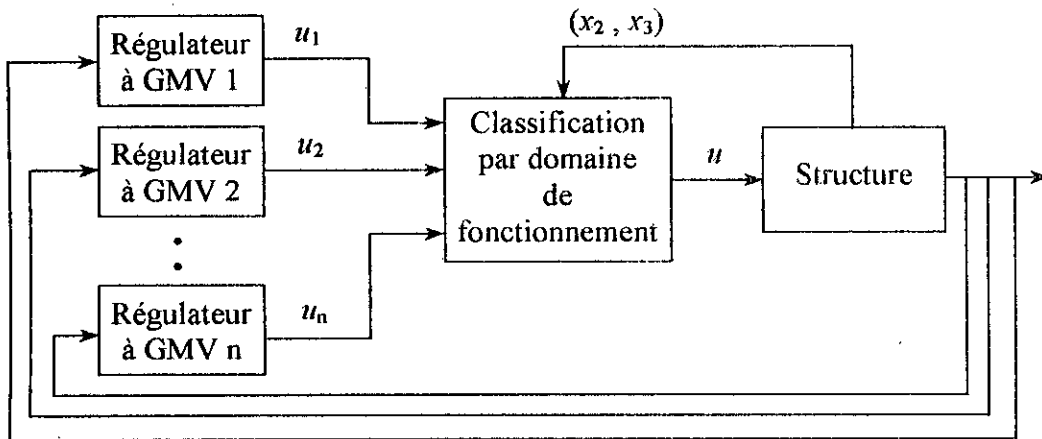 Régulateur
à GMV 1
u1
(x2 , x3)
Régulateur
à GMV 2
u2
Classification
par domaine
de
fonctionnement
u
Structure
Régulateur
à GMV n
un